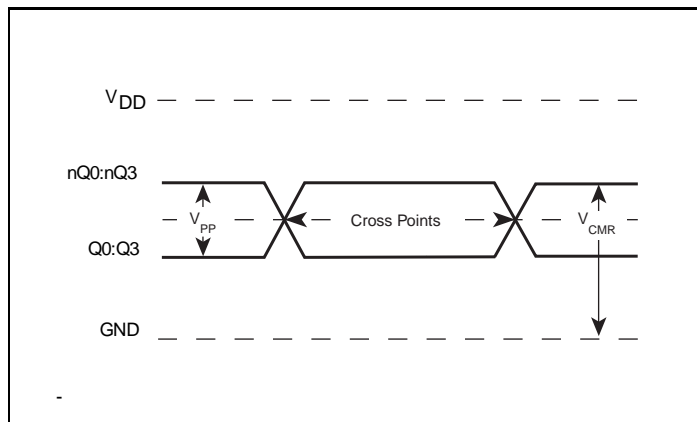 VDD
nQ0:nQ3
VPP
Cross Points
VCMR
Q0:Q3
GND
-